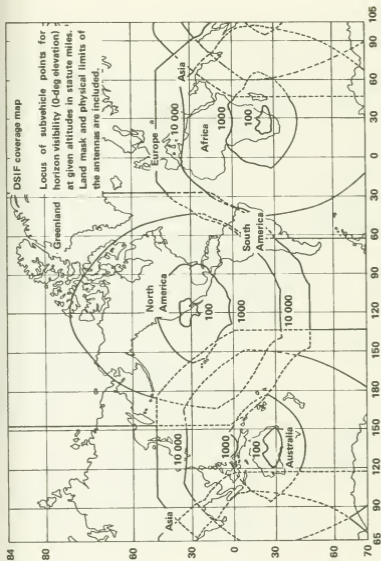 DSIF coverage map
Locus of subvehicle points for
horizon visibility (0-deg elevation)
at given altitudes in statute miles.
Land mask and physical limits of
the antennas are included.
Greenland
84
80
60
30
0
30
60
70
Asia
10 000
1000
100
Australia
North
America
100
1000
10 000
South
America
Europe
10 000
Asia
Africa
1000
100
65
90
120
150
180
150
120
90
60
30
0
30
60
90
105